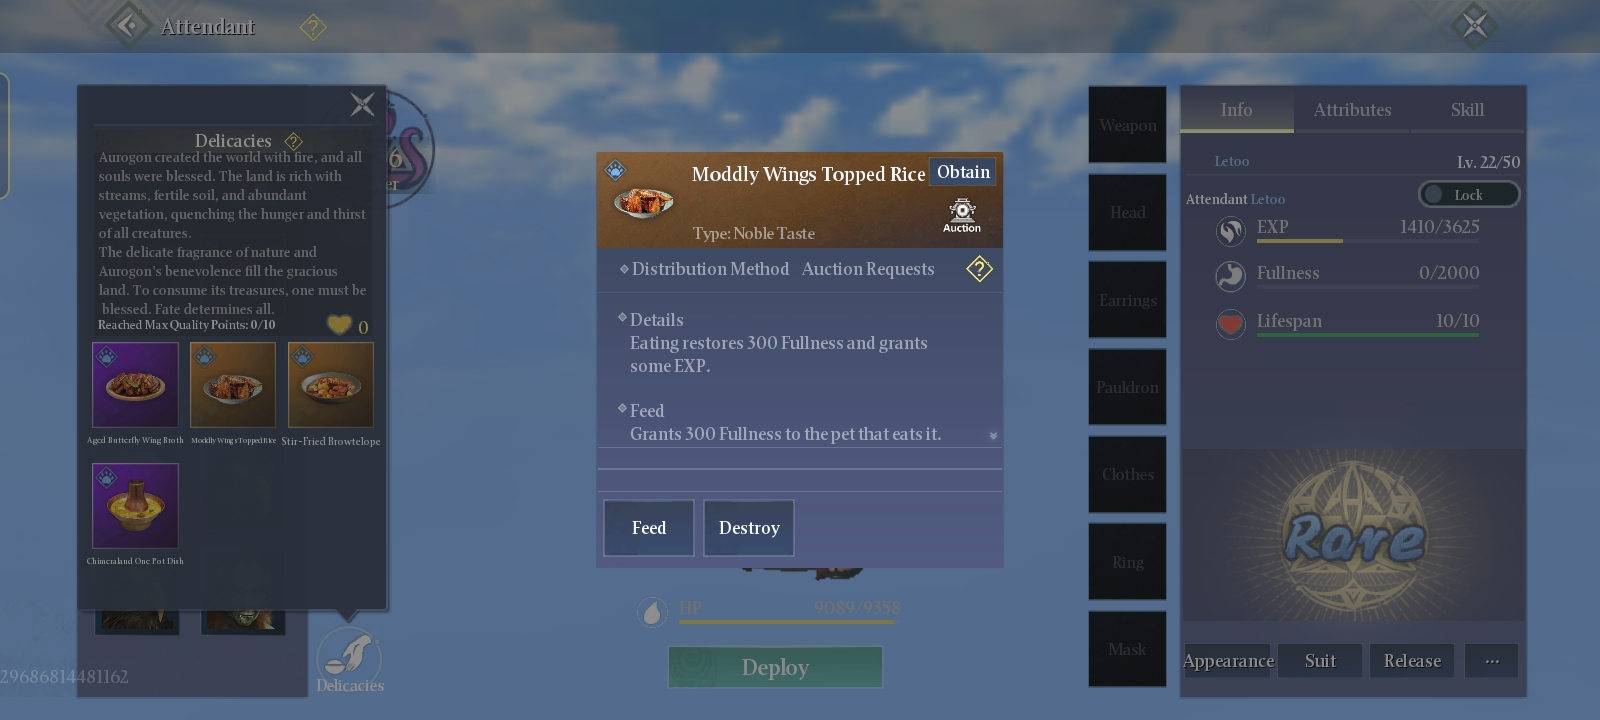 Attendant
Delicacies
Aurogon created the world with fire, and all
souls were blessed. The land is rich with
streams, fertile soil, and abundant
vegetation, quenching the hunger and thirst
of all creatures.
The delicate fragrance of nature and
Aurogon's benevolence fill the gracious
land. To consume its treasures, one must be
blessed. Fate determines all.
Reached Max Quality Points: 0/10
0
Aged Butterfly Wing Broth
Moddly Wings Topped Rice
Stir-Fried Browtelope
Chimeraland One Pot Dish
Delicacies
29686814481162
Moddly Wings Topped Rice
Obtain
Auction
Type: Noble Taste
Distribution Method Auction Requests
Details
Eating restores 300 Fullness and grants
some EXP.
Feed
Grants 300 Fullness to the pet that eats it.
Feed
Destroy
HP 9089/9358
Deploy
Weapon
Head
Earrings
Pauldron
Clothes
Ring
Mask
Info
Attributes
Skill
Letoo
Lv. 22/50
Attendant Letoo
Lock
EXP 1410/3625
Fullness 0/2000
Lifespan 10/10
Rare
Appearance
Suit
Release
...